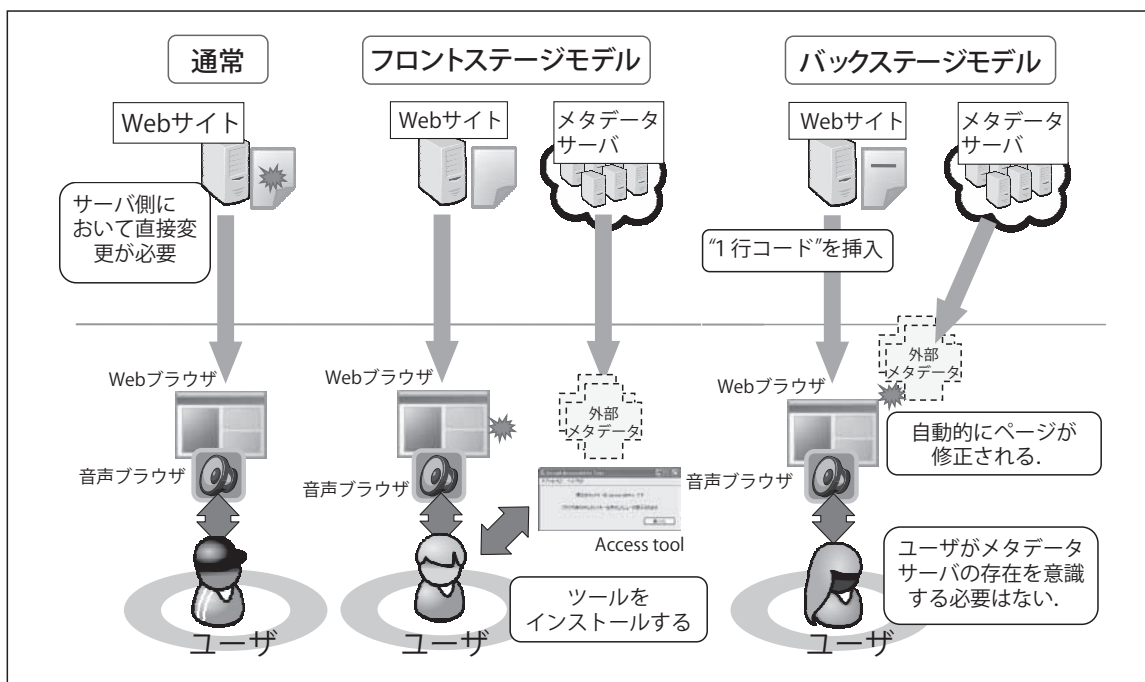 通常
Webサイト
サーバ側に
おいて直接変
更が必要
Webブラウザ
音声ブラウザ
ユーザ
フロントステージモデル
Webサイト
メタデータ
サーバ
Webブラウザ
音声ブラウザ
外部
メタデータ
Access tool
ツールを
インストールする
ユーザ
バックステージモデル
Webサイト
メタデータ
サーバ
“1 行コード”を挿入
外部
メタデータ
Webブラウザ
自動的にページが
修正される.
音声ブラウザ
ユーザがメタデータ
サーバの存在を意識
する必要はない.
ユーザ